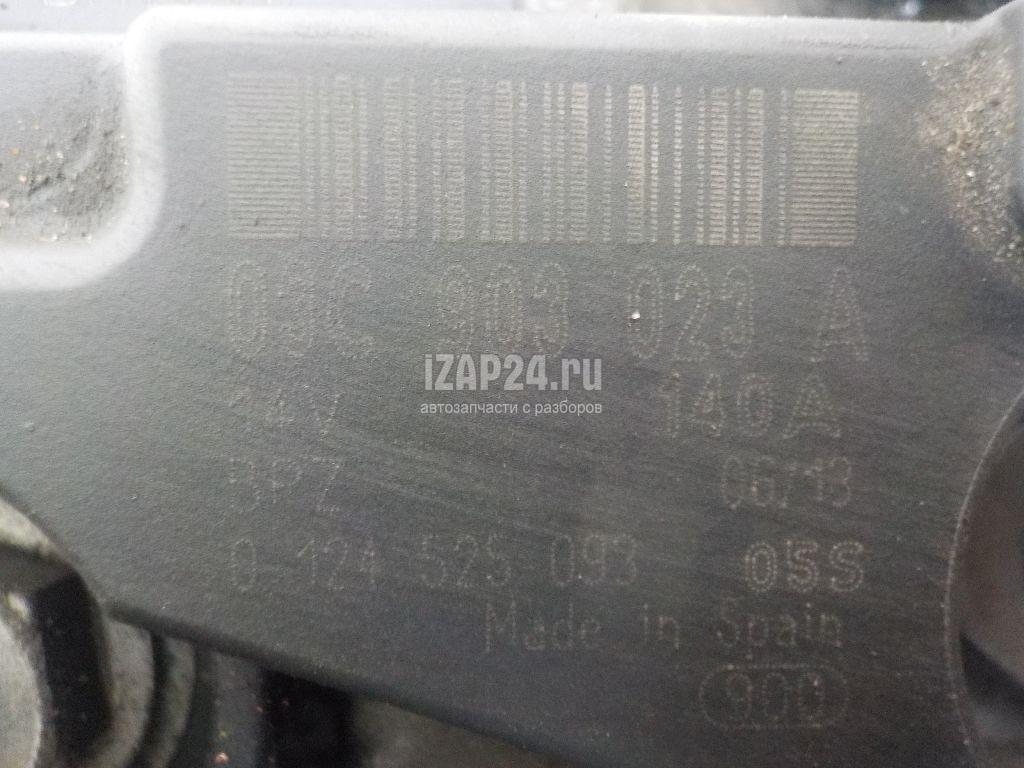 03C 903 023 A
iZAP24.ru
автозапчасти с разборов
14V 140A
BPZ 06/13
0 124 525 093 05S
Made in Spain
900